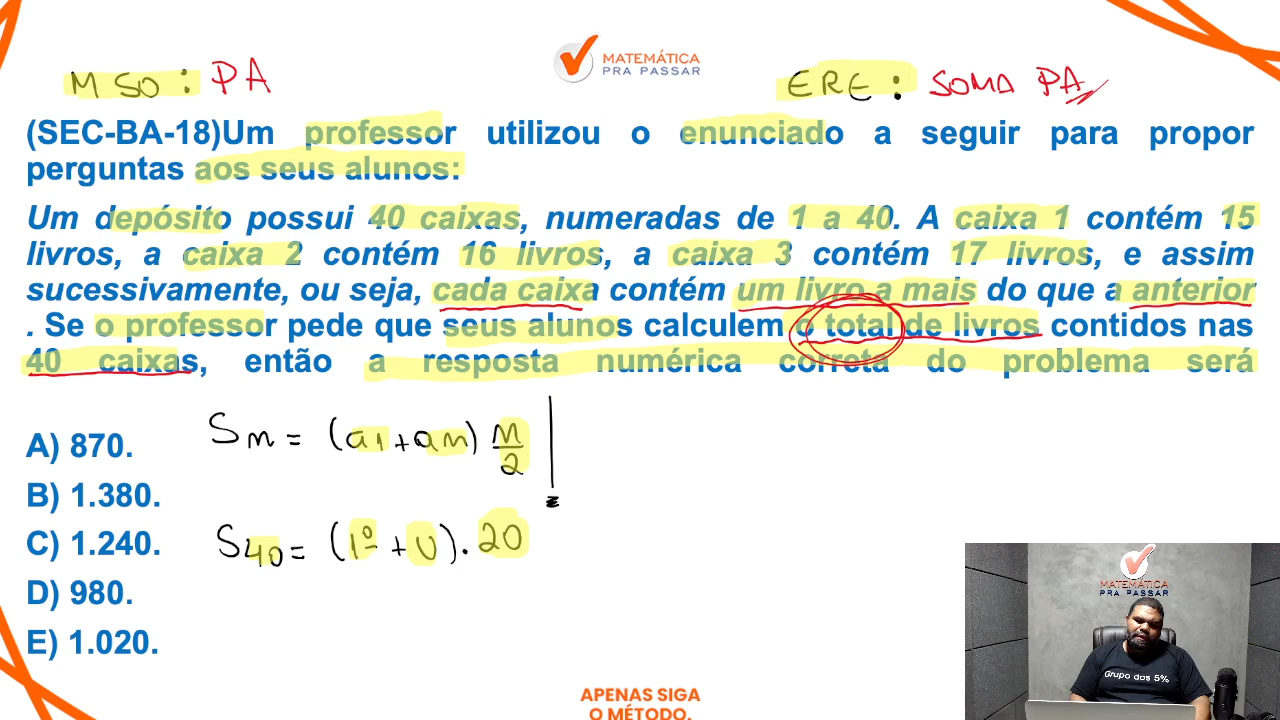 MSO: PA
MATEMÁTICA
PRA PASSAR
ERE: SOMA PA
(SEC-BA-18)Um professor utilizou o enunciado a seguir para propor
perguntas aos seus alunos:
Um depósito possui 40 caixas, numeradas de 1 a 40. A caixa 1 contém 15
livros, a caixa 2 contém 16 livros, a caixa 3 contém 17 livros, e assim
sucessivamente, ou seja, cada caixa contém um livro a mais do que a anterior
. Se o professor pede que seus alunos calculem o total de livros contidos nas
40 caixas, então a resposta numérica correta do problema será
A) 870.
B) 1.380.
C) 1.240.
D) 980.
E) 1.020.
Sn = (a1+an) n/2
S40 = (1º + U). 20
MATEMÁTICA
PRA PASSAR
Grupo dos 5%
APENAS SIGA
O MÉTODO.